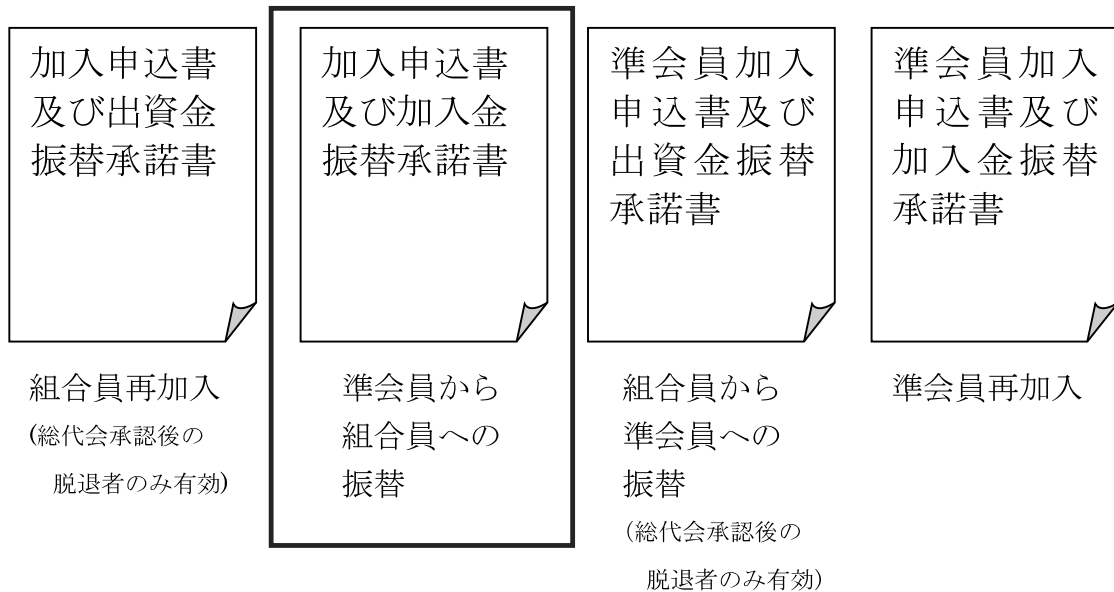 加入申込書
及び出資金
振替承諾書
組合員再加入
(総代会承認後の
脱退者のみ有効)
加入申込書
及び加入金
振替承諾書
準会員から
組合員への
振替
準会員加入
申込書及び
出資金振替
承諾書
組合員から
準会員への
振替
(総代会承認後の
脱退者のみ有効)
準会員加入
申込書及び
加入金振替
承諾書
準会員再加入